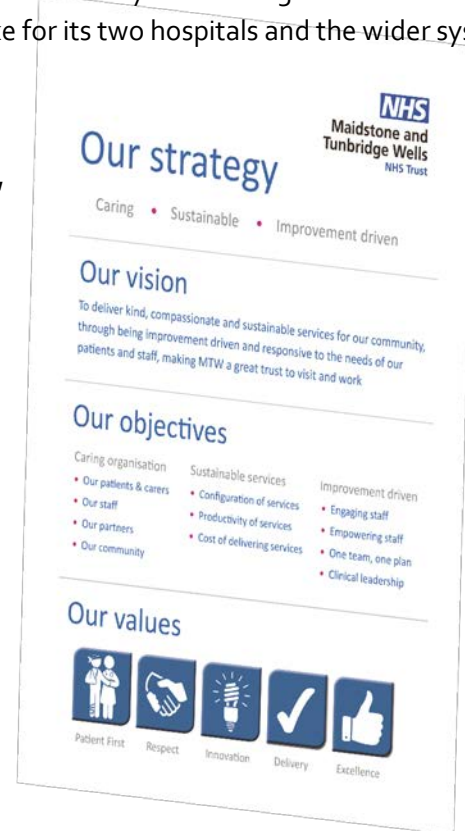 e for its two hospitals and the wider sys
NHS
Maidstone and
Tunbridge Wells
NHS Trust
Our strategy
Caring • Sustainable • Improvement driven
Our vision
To deliver kind, compassionate and sustainable services for our community,
through being improvement driven and responsive to the needs of our
patients and staff, making MTW a great trust to visit and work
Our objectives
Caring organisation
• Our patients & carers
• Our staff
• Our partners
• Our community
Sustainable services
• Configuration of services
• Productivity of services
• Cost of delivering services
Improvement driven
• Engaging staff
• Empowering staff
• One team, one plan
• Clinical leadership
Our values
Patient First
Respect
Innovation
Delivery
Excellence